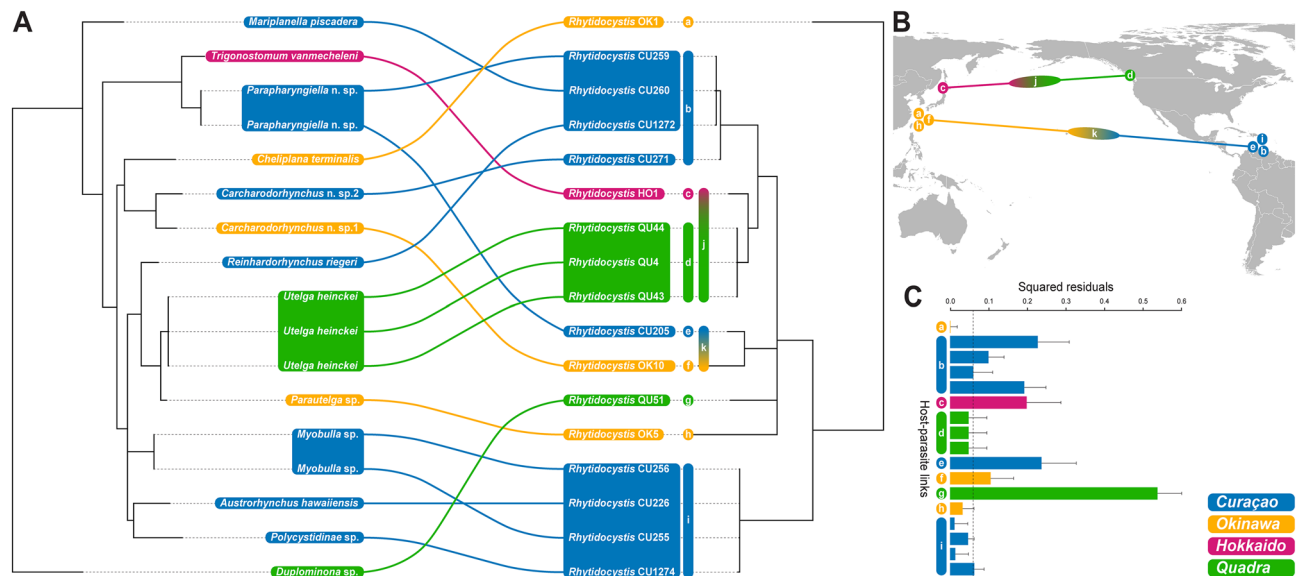 A
Mariplanella piscadera
Trigonostomum vanmecheleni
Parapharyngiella n. sp.
Parapharyngiella n. sp.
Cheliplana terminalis
Carcharodorhynchus n. sp.2
Carcharodorhynchus n. sp.1
Reinhardorhynchus riegeri
Utelga heinckei
Utelga heinckei
Utelga heinckei
Parautelga sp.
Myobulla sp.
Myobulla sp.
Austrorhynchus hawaiiensis
Polycystidinae sp.
Duplominona sp.
Rhytidocystis OK1
Rhytidocystis CU259
Rhytidocystis CU260
Rhytidocystis CU1272
Rhytidocystis CU271
Rhytidocystis HO1
Rhytidocystis QU44
Rhytidocystis QU4
Rhytidocystis QU43
Rhytidocystis CU205
Rhytidocystis OK10
Rhytidocystis QU51
Rhytidocystis OK5
Rhytidocystis CU256
Rhytidocystis CU226
Rhytidocystis CU255
Rhytidocystis CU1274
a
b
c
j
d
e
k
f
g
h
i
B
c
j
d
a
h
f
k
e
i
b
C
Squared residuals
0.0 0.1 0.2 0.3 0.4 0.5 0.6
Host-parasite links
a
b
c
d
e
f
g
h
i
Curaçao
Okinawa
Hokkaido
Quadra